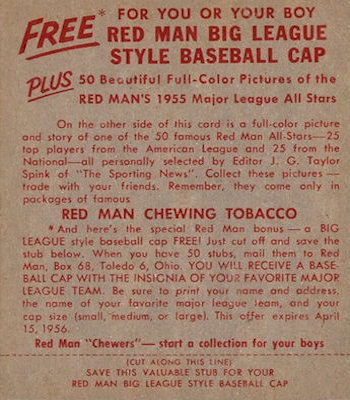 FREE* FOR YOU OR YOUR BOY
RED MAN BIG LEAGUE
STYLE BASEBALL CAP
PLUS 50 Beautiful Full-Color Pictures of the
RED MAN'S 1955 Major League All Stars
On the other side of this card is a full-color picture
and story of one of the 50 famous Red Man All-Stars—25
top players from the American League and 25 from the
National—all personally selected by Editor J. G. Taylor
Spink of "The Sporting News". Collect these pictures—
trade with your friends. Remember, they come only in
packages of famous
RED MAN CHEWING TOBACCO
* And here's the special Red Man bonus — a BIG
LEAGUE style baseball cap FREE! Just cut off and save the
stub below. When you have 50 stubs, mail them to Red
Man, Box 68, Toledo 6, Ohio. YOU WILL RECEIVE A BASE-
BALL CAP WITH THE INSIGNIA OF YOUR FAVORITE MAJOR
LEAGUE TEAM. Be sure to print your name and address,
the name of your favorite major league team, and your
cap size (small, medium, or large). This offer expires April
15, 1956.
Red Man "Chewers" — start a collection for your boys
(CUT ALONG THIS LINE)
SAVE THIS VALUABLE STUB FOR YOUR
RED MAN BIG LEAGUE STYLE BASEBALL CAP